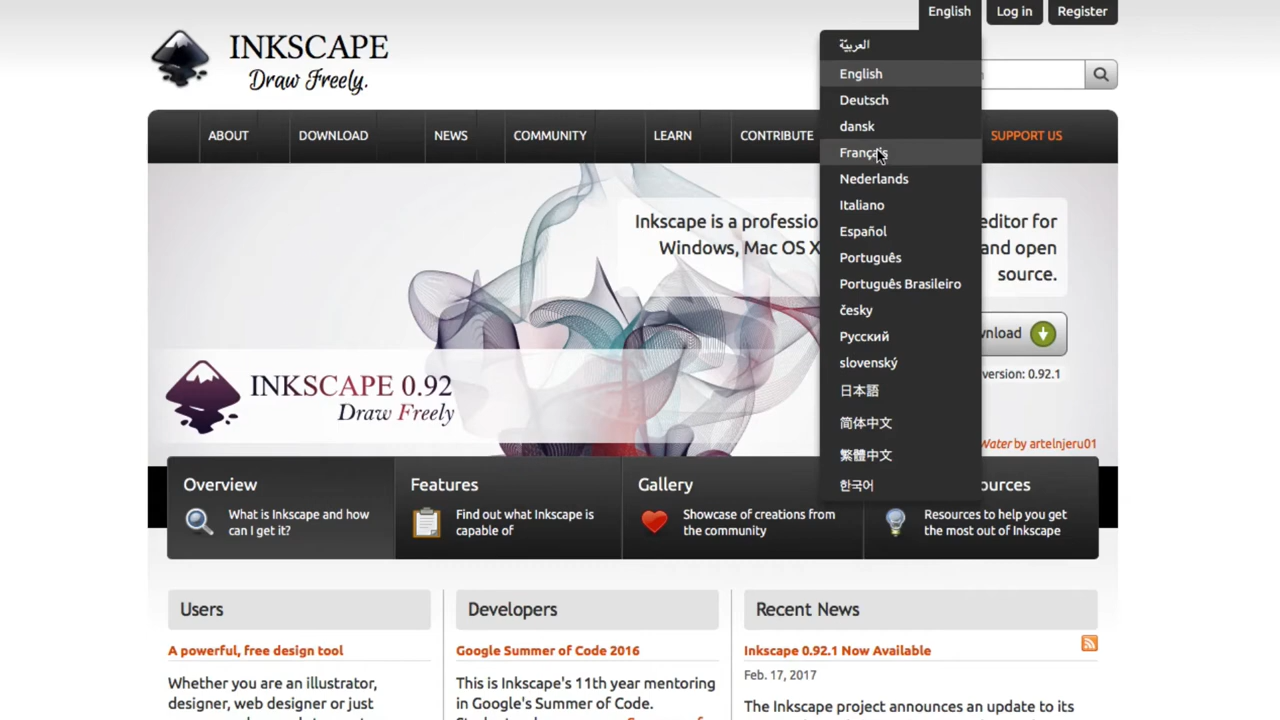 English
Log in
Register
INKSCAPE
Draw Freely.
العربيّة
English
Deutsch
dansk
Français
Nederlands
Italiano
Español
Português
Português Brasileiro
česky
Русский
slovenský
日本語
简体中文
繁體中文
한국어
ABOUT
DOWNLOAD
NEWS
COMMUNITY
LEARN
CONTRIBUTE
SUPPORT US
Inkscape is a editor for
Windows, Mac OS X and open
source.
version: 0.92.1
INKSCAPE 0.92
Draw Freely
Water by artelnjeru01
Overview
What is Inkscape and how
can I get it?
Features
Find out what Inkscape is
capable of
Gallery
Showcase of creations from
the community
Resources to help you get
the most out of Inkscape
Users
A powerful, free design tool
Whether you are an illustrator,
designer, web designer or just
Developers
Google Summer of Code 2016
This is Inkscape's 11th year mentoring
in Google's Summer of Code.
Recent News
Inkscape 0.92.1 Now Available
Feb. 17, 2017
The Inkscape project announces an update to its